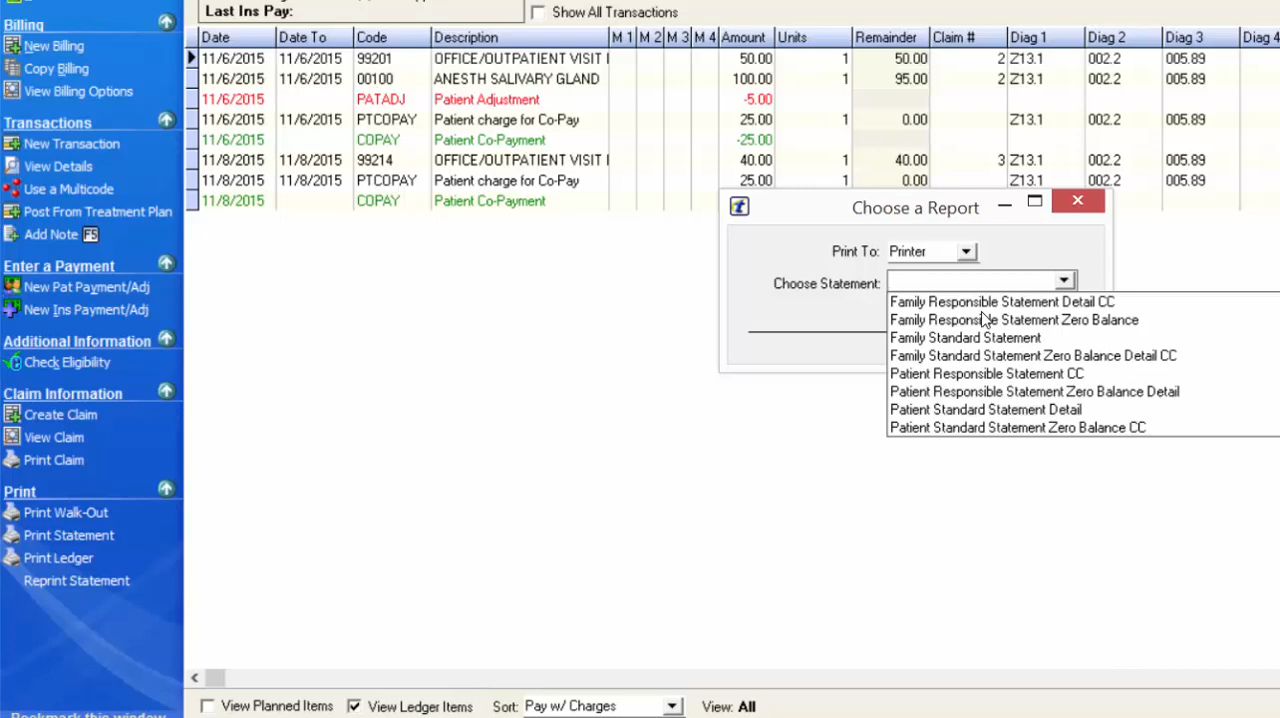 Last Ins Pay:
Show All Transactions
Billing
New Billing
Copy Billing
View Billing Options
Transactions
New Transaction
View Details
Use a Multicode
Post From Treatment Plan
Add Note F5
Enter a Payment
New Pat Payment/Adj
New Ins Payment/Adj
Additional Information
Check Eligibility
Claim Information
Create Claim
View Claim
Print Claim
Print
Print Walk-Out
Print Statement
Print Ledger
Reprint Statement
Bookmark this window
Date Date To Code Description M 1 M 2 M 3 M 4 Amount Units Remainder Claim # Diag 1 Diag 2 Diag 3 Diag 4
11/6/2015 11/6/2015 99201 OFFICE/OUTPATIENT VISIT 50.00 1 50.00 2 Z13.1 002.2 005.89
11/6/2015 11/6/2015 00100 ANESTH SALIVARY GLAND 100.00 1 95.00 2 Z13.1 002.2 005.89
11/6/2015 PATADJ Patient Adjustment -5.00
11/6/2015 11/6/2015 PTCOPAY Patient charge for Co-Pay 25.00 1 0.00 Z13.1 002.2 005.89
11/6/2015 COPAY Patient Co-Payment -25.00
11/8/2015 11/8/2015 99214 OFFICE/OUTPATIENT VISIT 40.00 1 40.00 3 Z13.1 002.2 005.89
11/8/2015 11/8/2015 PTCOPAY Patient charge for Co-Pay 25.00 1 0.00 Z13.1 002.2 005.89
11/8/2015 COPAY Patient Co-Payment
Choose a Report
Print To: Printer
Choose Statement:
Family Responsible Statement Detail CC
Family Responsible Statement Zero Balance
Family Standard Statement
Family Standard Statement Zero Balance Detail CC
Patient Responsible Statement CC
Patient Responsible Statement Zero Balance Detail
Patient Standard Statement Detail
Patient Standard Statement Zero Balance CC
View Planned Items View Ledger Items Sort: Pay w/ Charges View: All